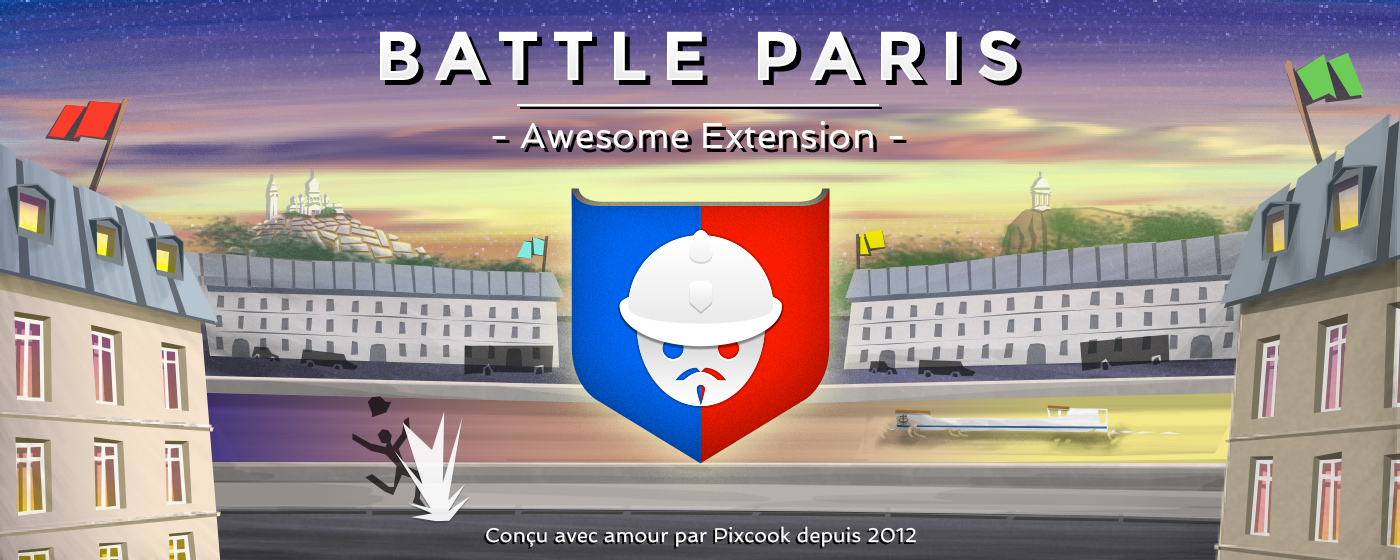 BATTLE PARIS
- Awesome Extension -
Conçu avec amour par Pixcook depuis 2012